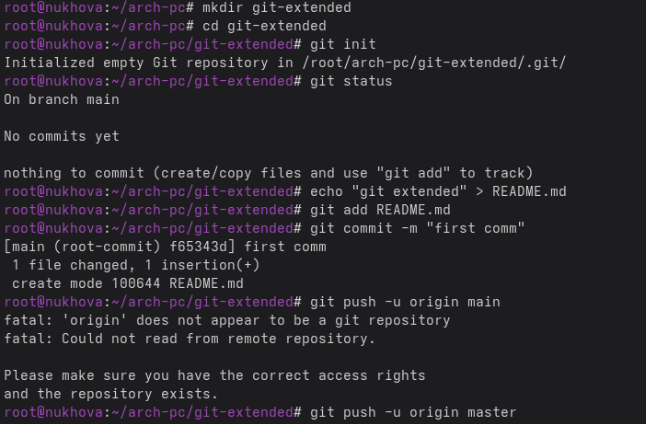 root@nukhova:~/arch-pc# mkdir git-extended
root@nukhova:~/arch-pc# cd git-extended
root@nukhova:~/arch-pc/git-extended# git init
Initialized empty Git repository in /root/arch-pc/git-extended/.git/
root@nukhova:~/arch-pc/git-extended# git status
On branch main

No commits yet

nothing to commit (create/copy files and use "git add" to track)
root@nukhova:~/arch-pc/git-extended# echo "git extended" > README.md
root@nukhova:~/arch-pc/git-extended# git add README.md
root@nukhova:~/arch-pc/git-extended# git commit -m "first comm"
[main (root-commit) f65343d] first comm
 1 file changed, 1 insertion(+)
 create mode 100644 README.md
root@nukhova:~/arch-pc/git-extended# git push -u origin main
fatal: 'origin' does not appear to be a git repository
fatal: Could not read from remote repository.

Please make sure you have the correct access rights
and the repository exists.
root@nukhova:~/arch-pc/git-extended# git push -u origin master